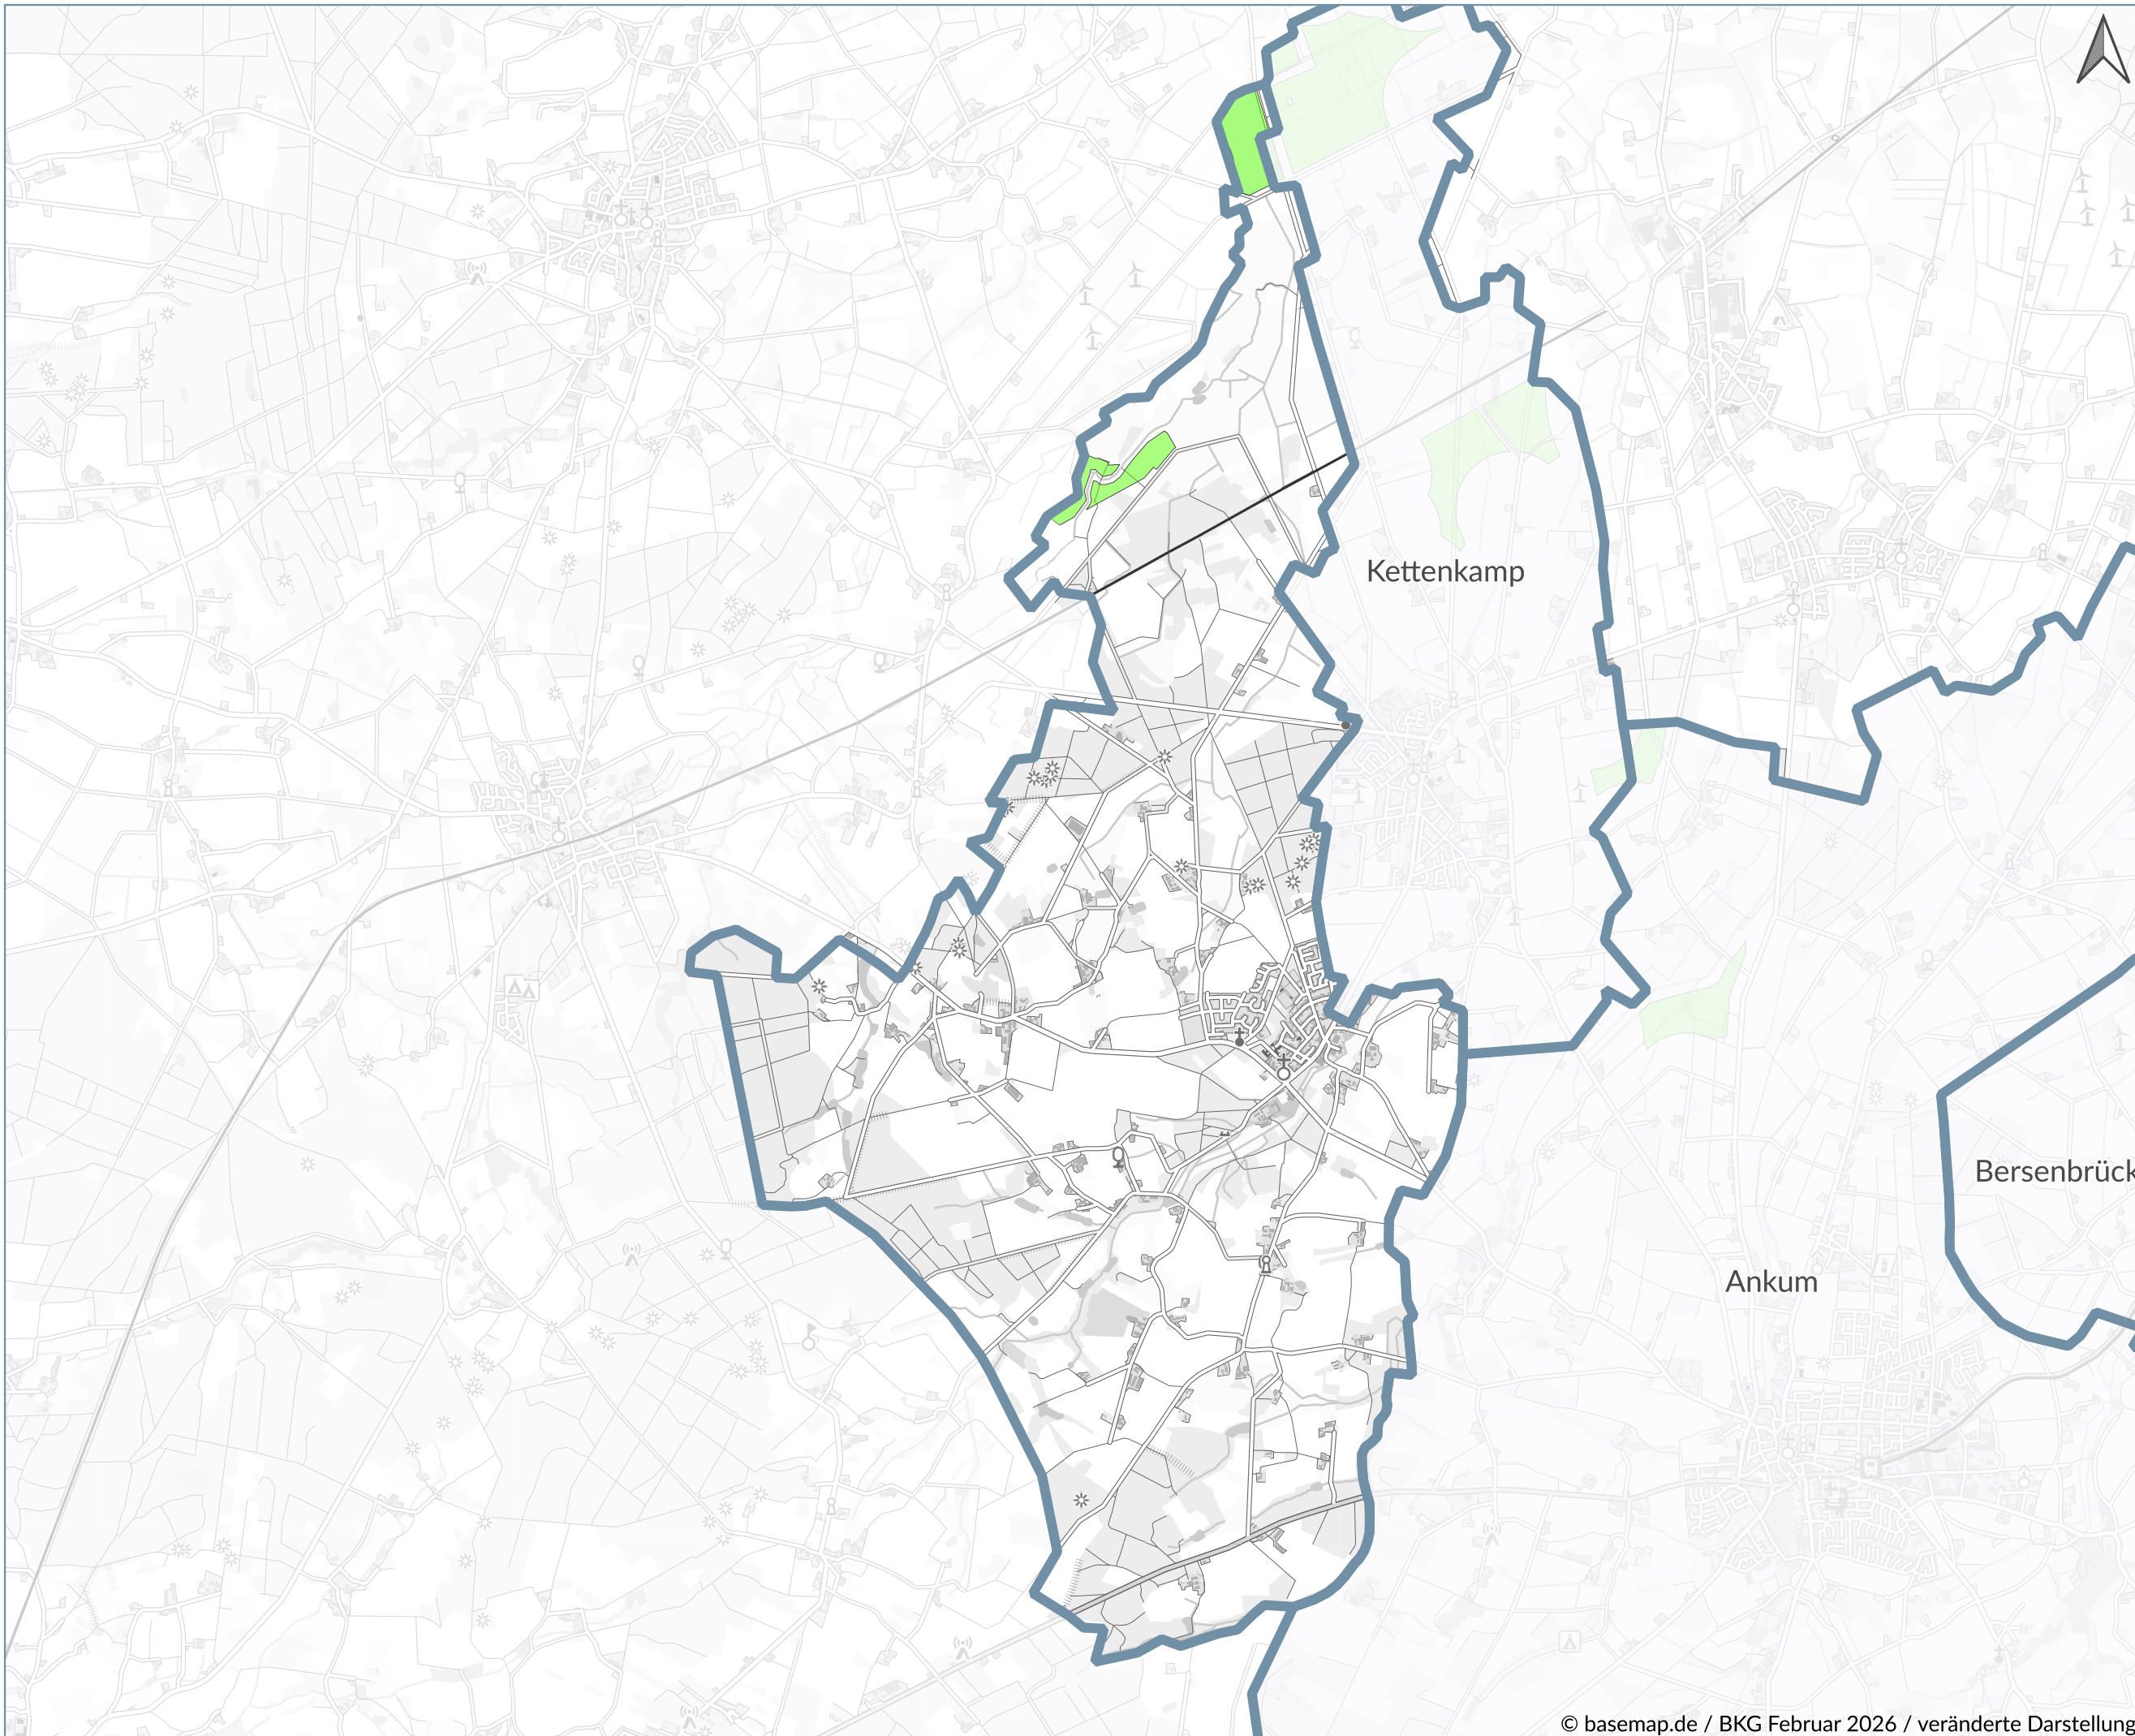 Kettenkamp
Bersenbrück
Ankum
© basemap.de / BKG Februar 2026 / veränderte Darstellung